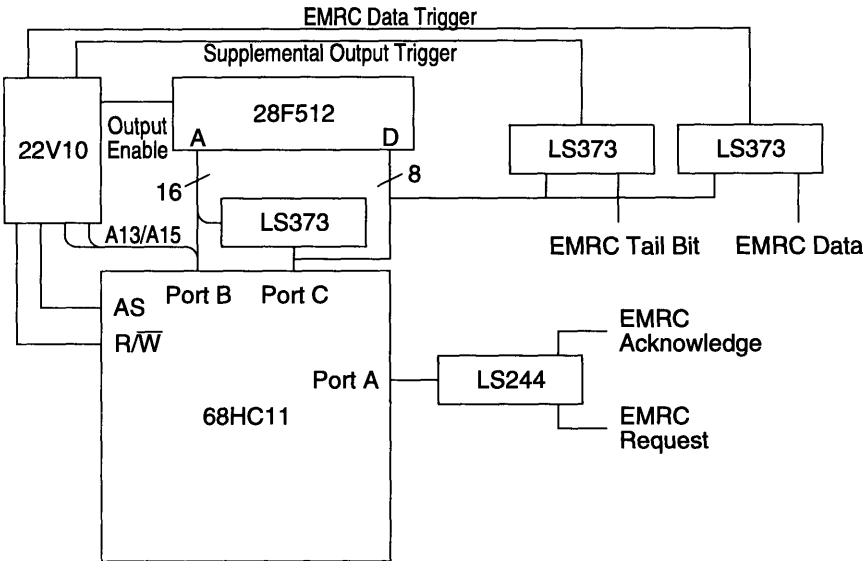 EMRC Data Trigger
Supplemental Output Trigger
28F512
22V10
Output
Enable
A
D
LS373
LS373
16
8
LS373
A13/A15
EMRC Tail Bit
EMRC Data
Port B
Port C
AS
R/W̅
EMRC
Acknowledge
Port A
LS244
68HC11
EMRC
Request